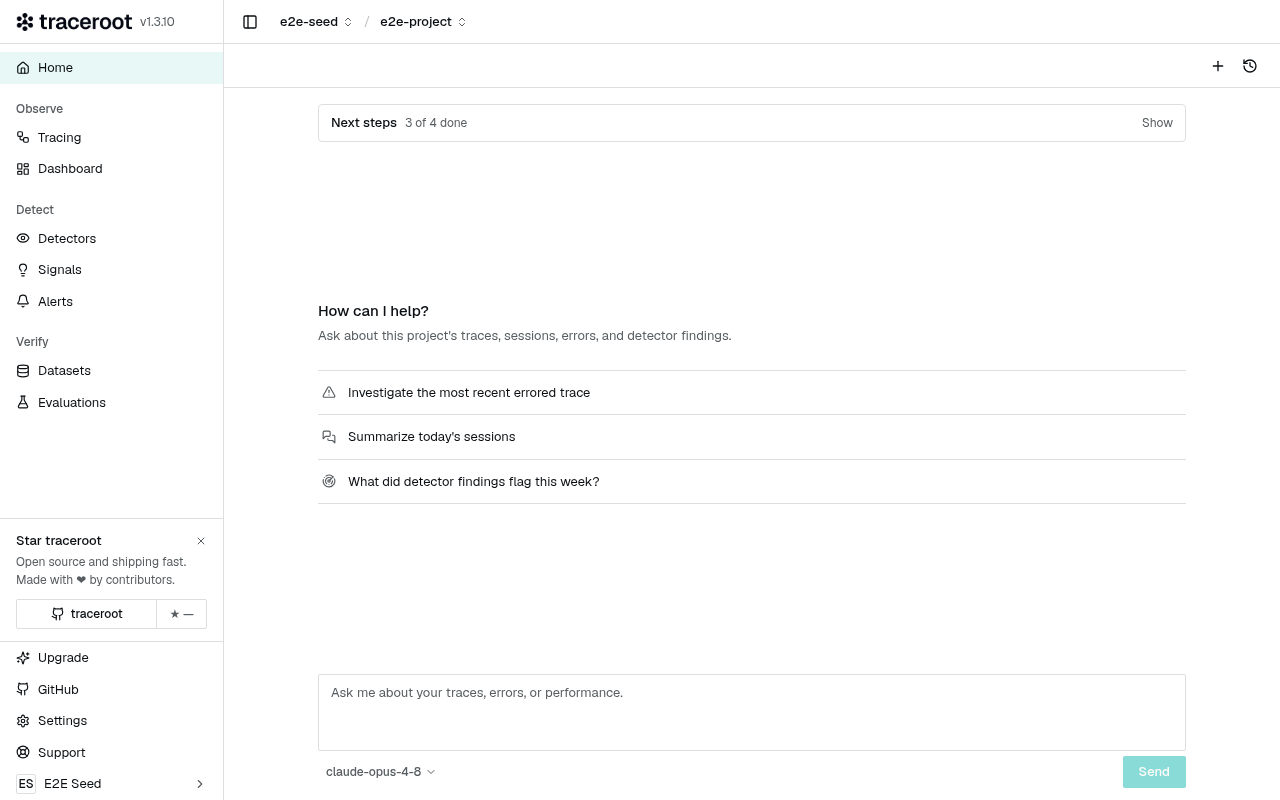 traceroot v1.3.10
e2e-seed / e2e-project
Home
Observe
Tracing
Dashboard
Detect
Detectors
Signals
Alerts
Verify
Datasets
Evaluations
Star traceroot
Open source and shipping fast.
Made with ❤ by contributors.
traceroot ★ —
Upgrade
GitHub
Settings
Support
ES E2E Seed
Next steps 3 of 4 done Show
How can I help?
Ask about this project's traces, sessions, errors, and detector findings.
Investigate the most recent errored trace
Summarize today's sessions
What did detector findings flag this week?
Ask me about your traces, errors, or performance.
claude-opus-4-8 Send